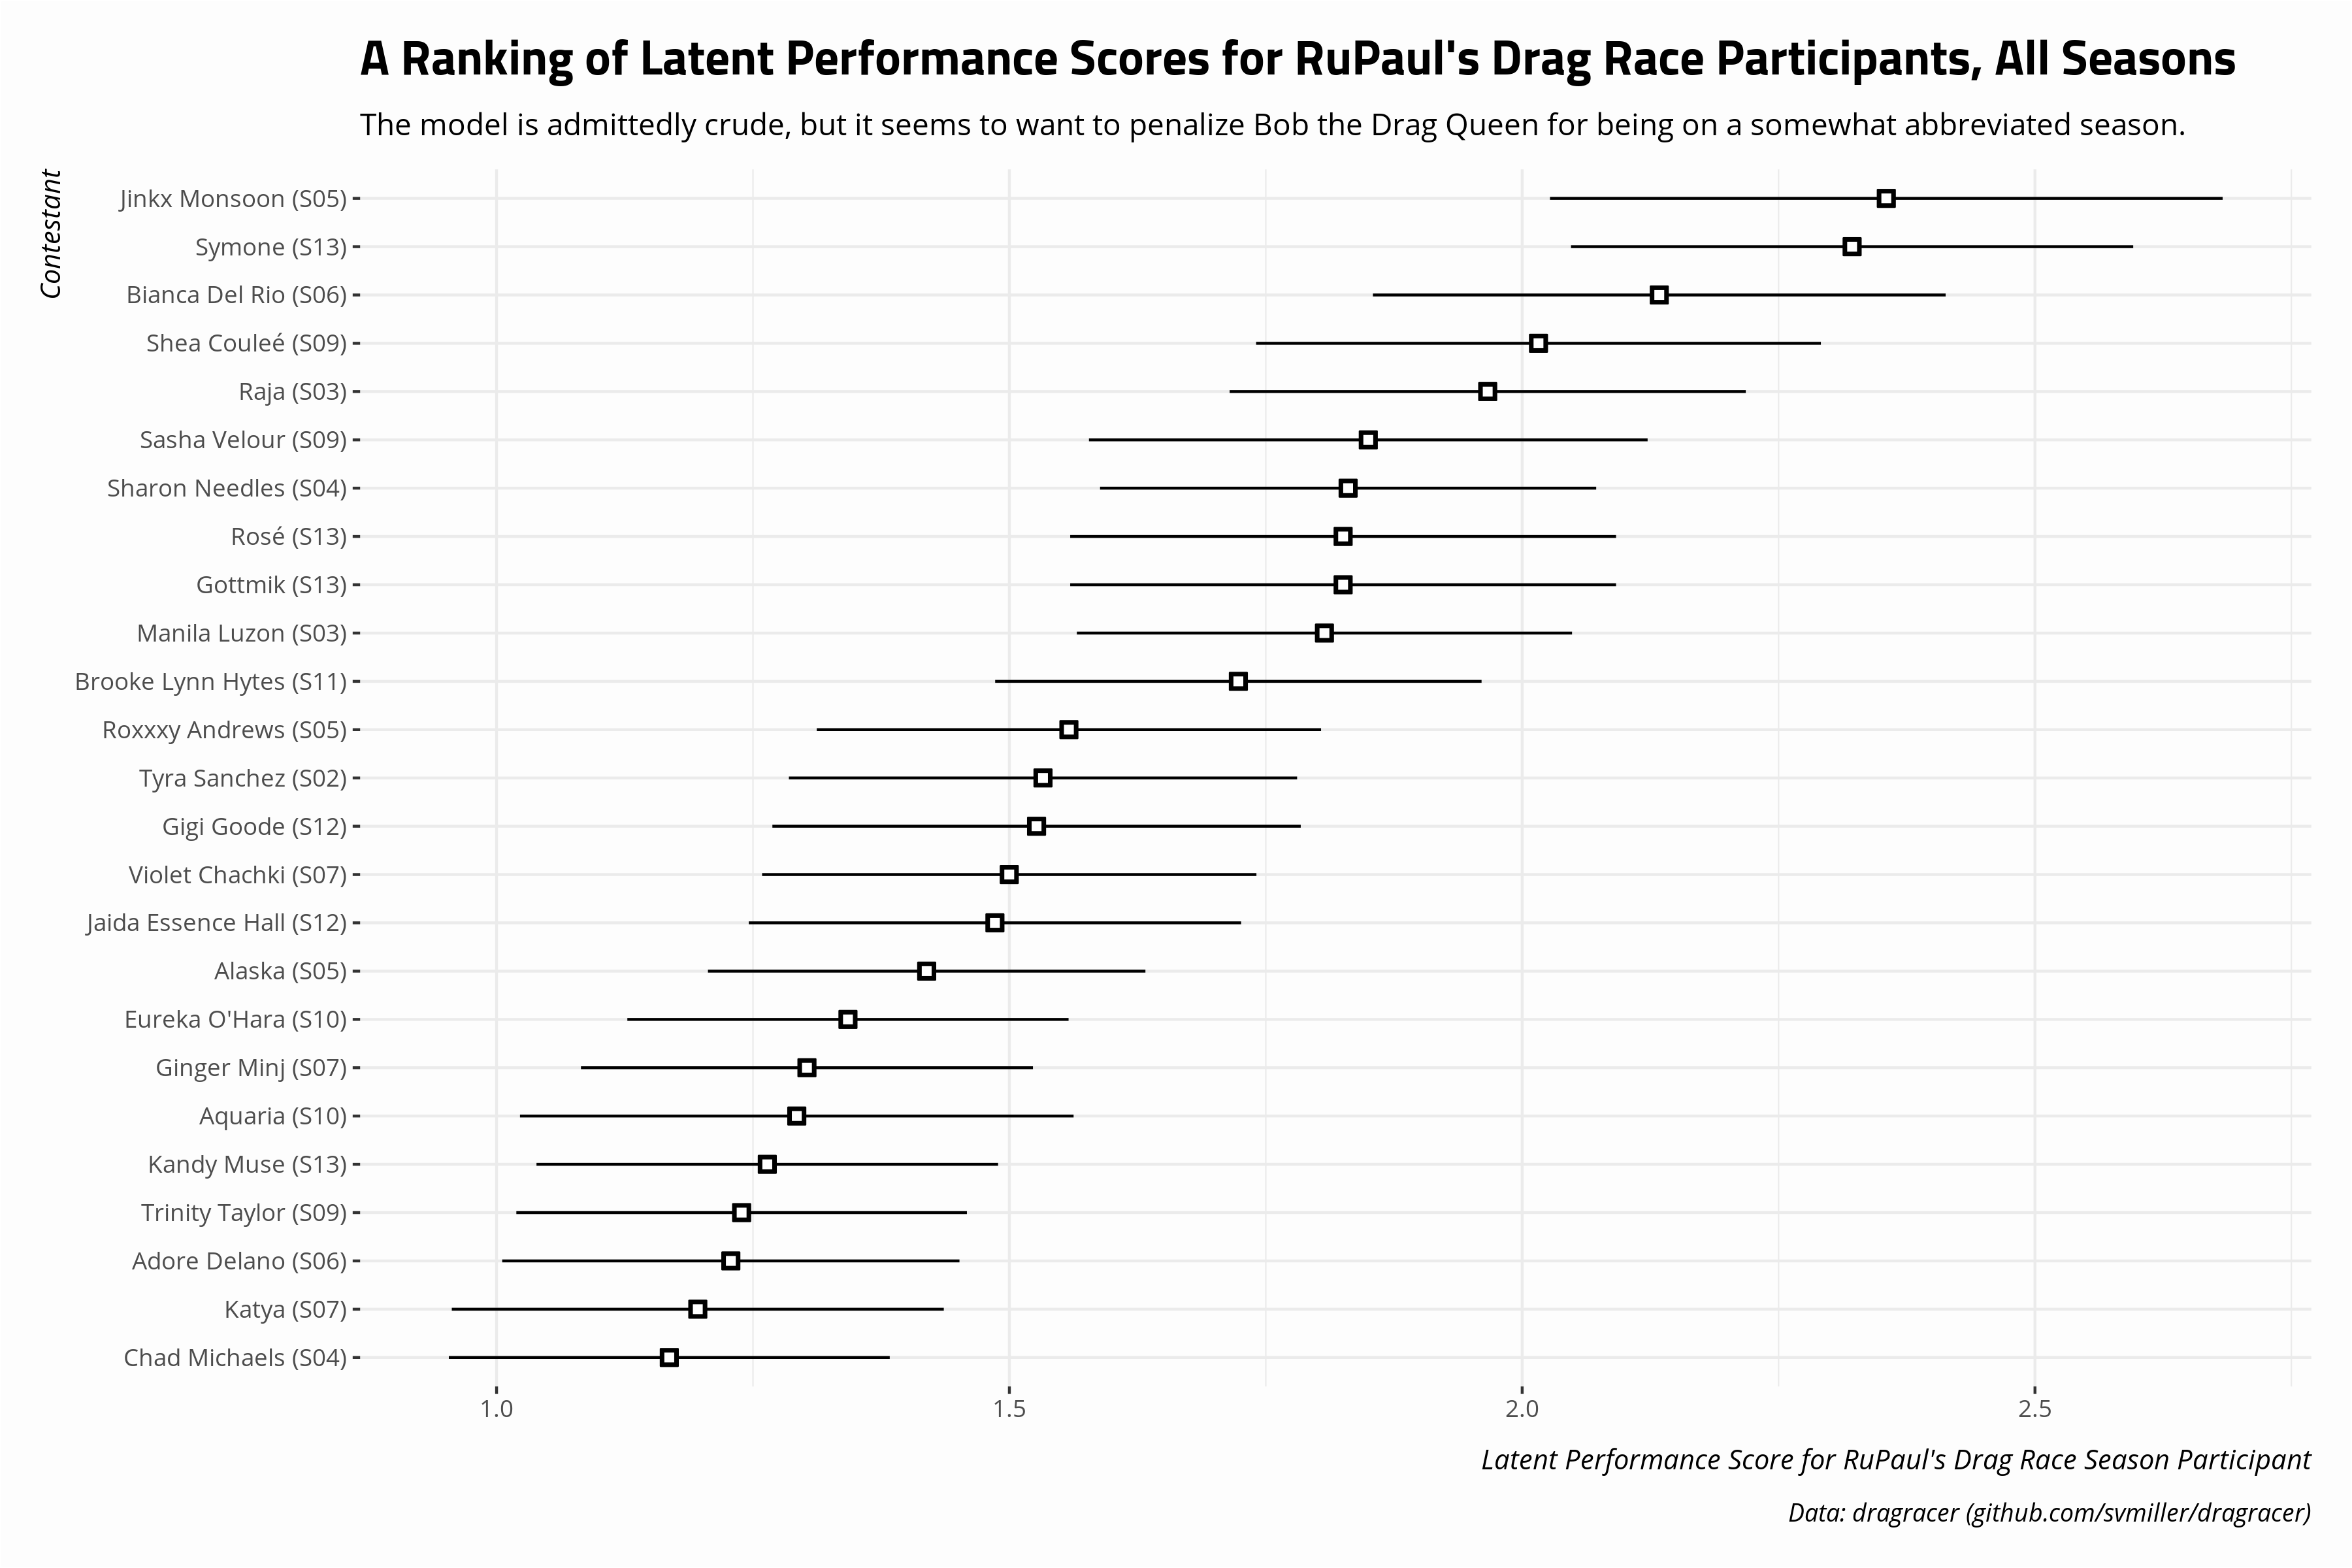 A Ranking of Latent Performance Scores for RuPaul's Drag Race Participants, All Seasons
The model is admittedly crude, but it seems to want to penalize Bob the Drag Queen for being on a somewhat abbreviated season.
Contestant
Jinkx Monsoon (S05)
Symone (S13)
Bianca Del Rio (S06)
Shea Couleé (S09)
Raja (S03)
Sasha Velour (S09)
Sharon Needles (S04)
Rosé (S13)
Gottmik (S13)
Manila Luzon (S03)
Brooke Lynn Hytes (S11)
Roxxxy Andrews (S05)
Tyra Sanchez (S02)
Gigi Goode (S12)
Violet Chachki (S07)
Jaida Essence Hall (S12)
Alaska (S05)
Eureka O'Hara (S10)
Ginger Minj (S07)
Aquaria (S10)
Kandy Muse (S13)
Trinity Taylor (S09)
Adore Delano (S06)
Katya (S07)
Chad Michaels (S04)
1.0 1.5 2.0 2.5
Latent Performance Score for RuPaul's Drag Race Season Participant
Data: dragracer (github.com/svmiller/dragracer)